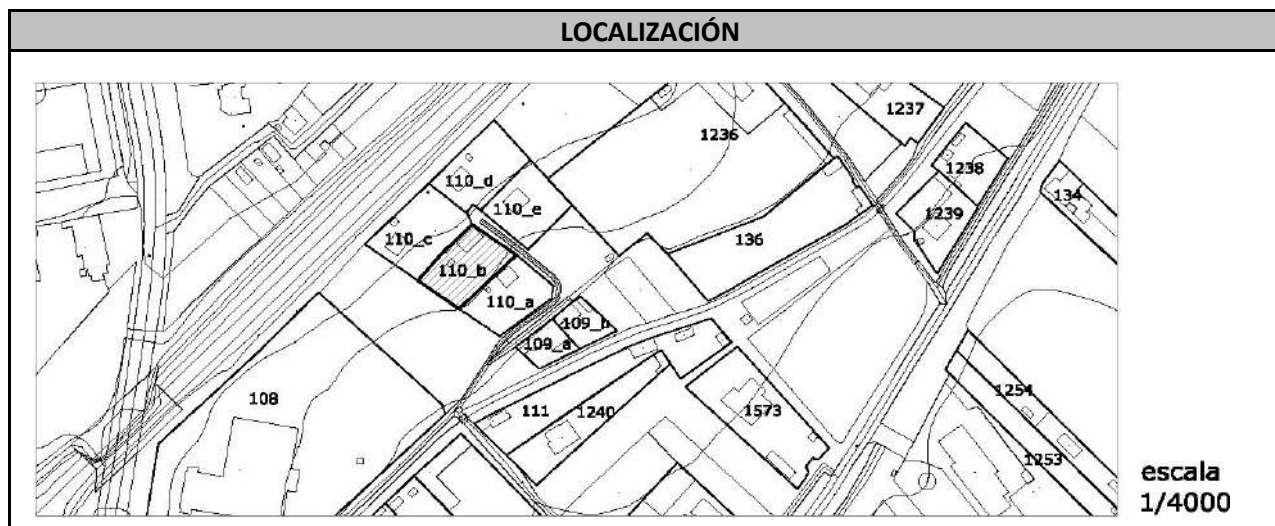 LOCALIZACIÓN
1237
1236
1238
110_d
134
110_e
1239
110_c
136
110_b
110_a
109_b
109_a
108
1254
111
1240
1573
1253
escala
1/4000